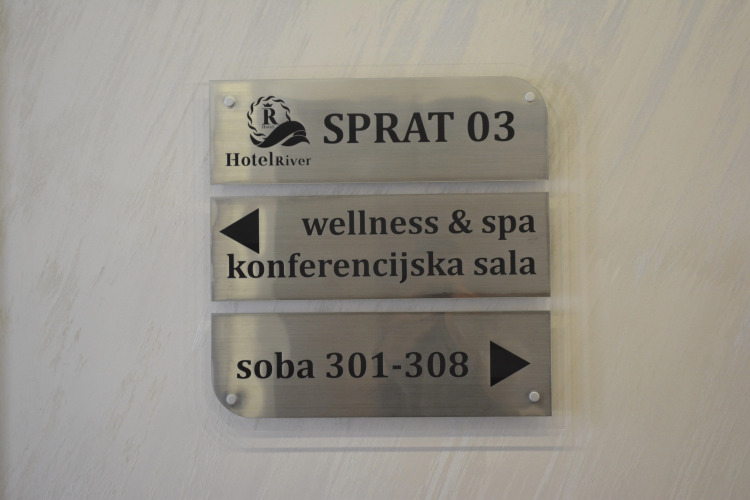 R
Hotel River
SPRAT 03
wellness & spa
konferencijska sala
soba 301-308